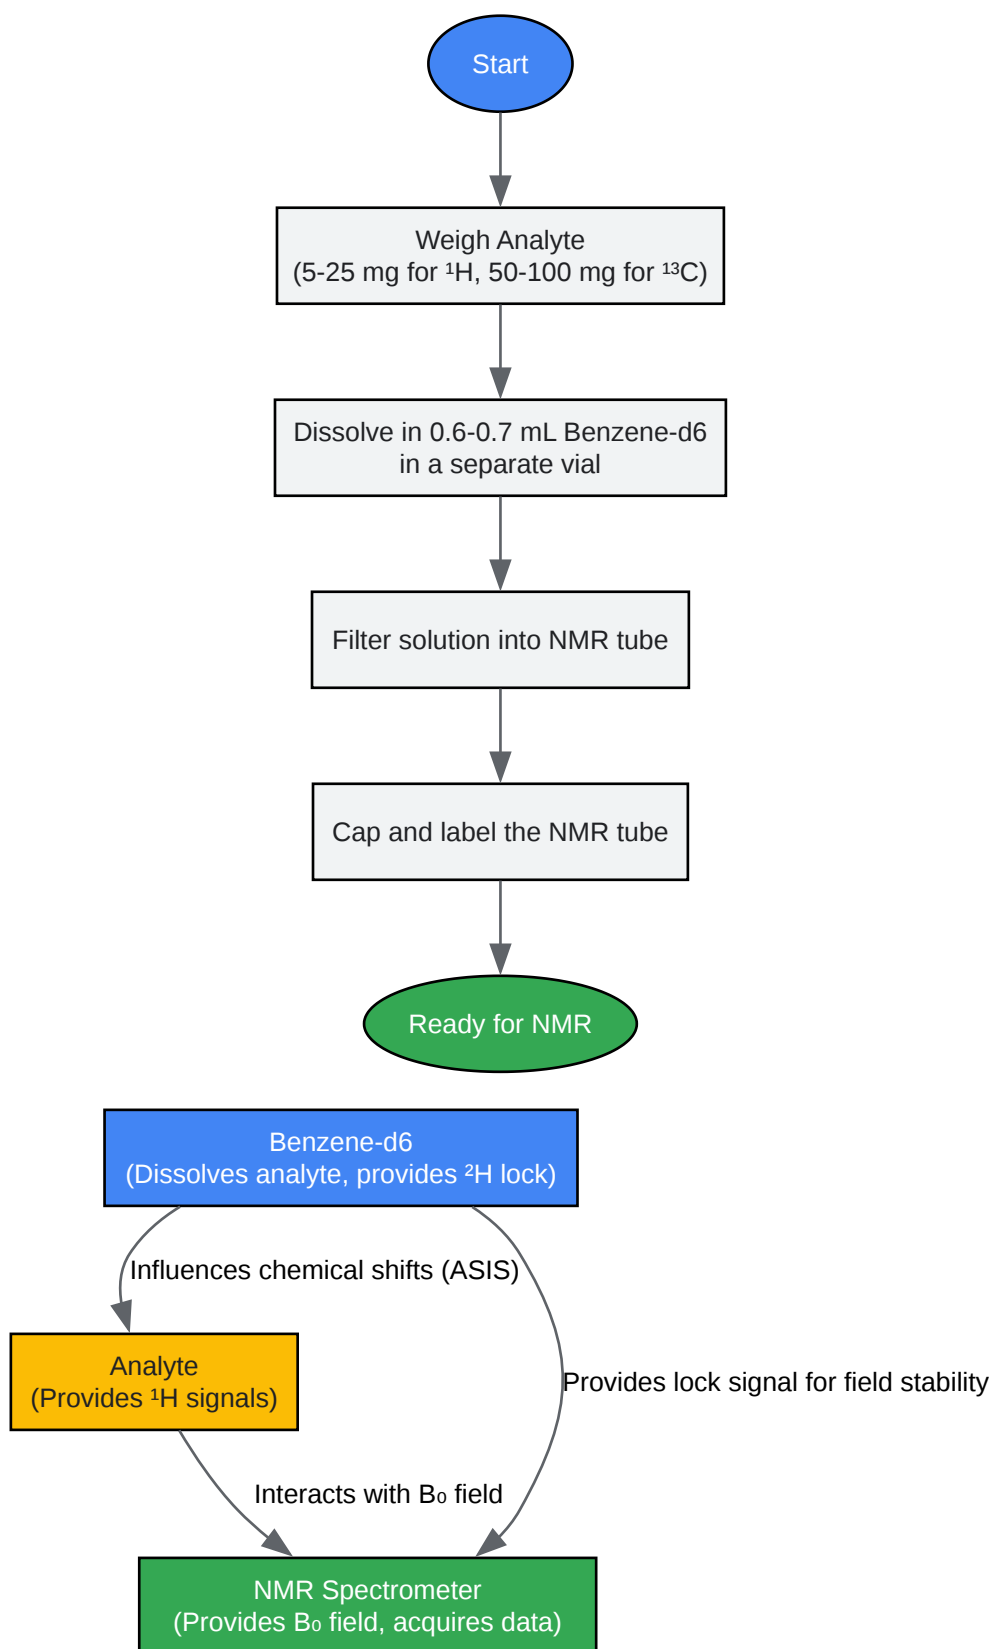 Start
Weigh Analyte
(5-25 mg for ¹H, 50-100 mg for ¹³C)
Dissolve in 0.6-0.7 mL Benzene-d6
in a separate vial
Filter solution into NMR tube
Cap and label the NMR tube
Ready for NMR
Benzene-d6
(Dissolves analyte, provides ²H lock)
Influences chemical shifts (ASIS)
Analyte
(Provides ¹H signals)
Provides lock signal for field stability
Interacts with B₀ field
NMR Spectrometer
(Provides B₀ field, acquires data)